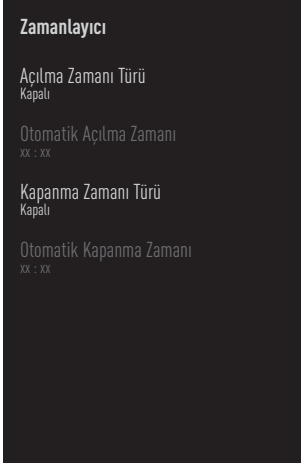 Zamanlayıcı
Açılma Zamanı Türü
Kapalı
Otomatik Açılma Zamanı
xx : xx
Kapanma Zamanı Türü
Kapalı
Otomatik Kapanma Zamanı
xx : xx